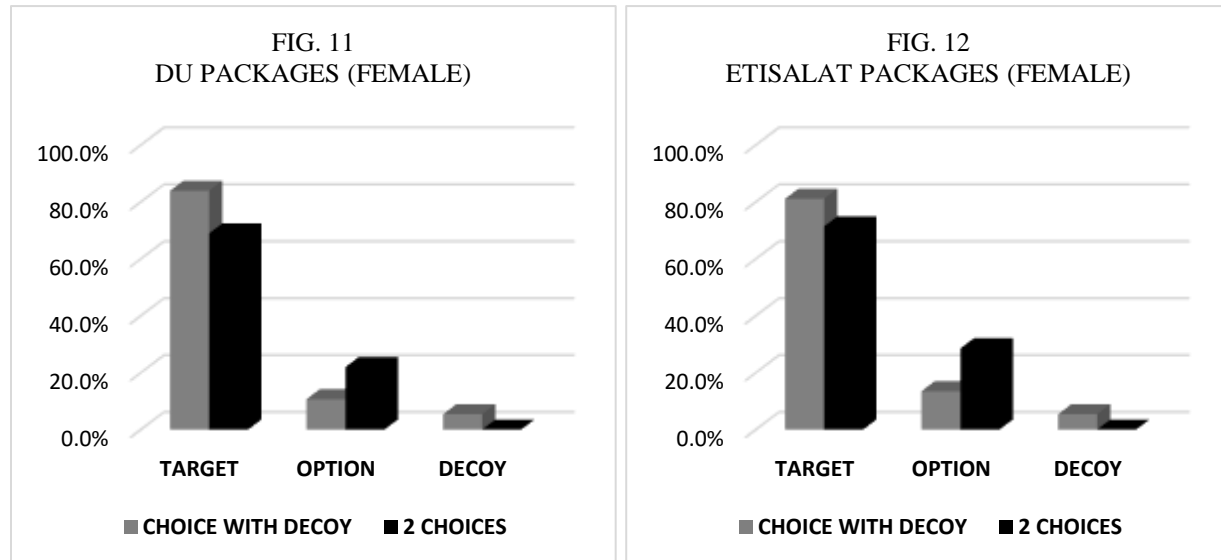 FIG. 11
DU PACKAGES (FEMALE)
100.0%
80.0%
60.0%
40.0%
20.0%
0.0%
TARGET OPTION DECOY
CHOICE WITH DECOY 2 CHOICES
FIG. 12
ETISALAT PACKAGES (FEMALE)
100.0%
80.0%
60.0%
40.0%
20.0%
0.0%
TARGET OPTION DECOY
CHOICE WITH DECOY 2 CHOICES